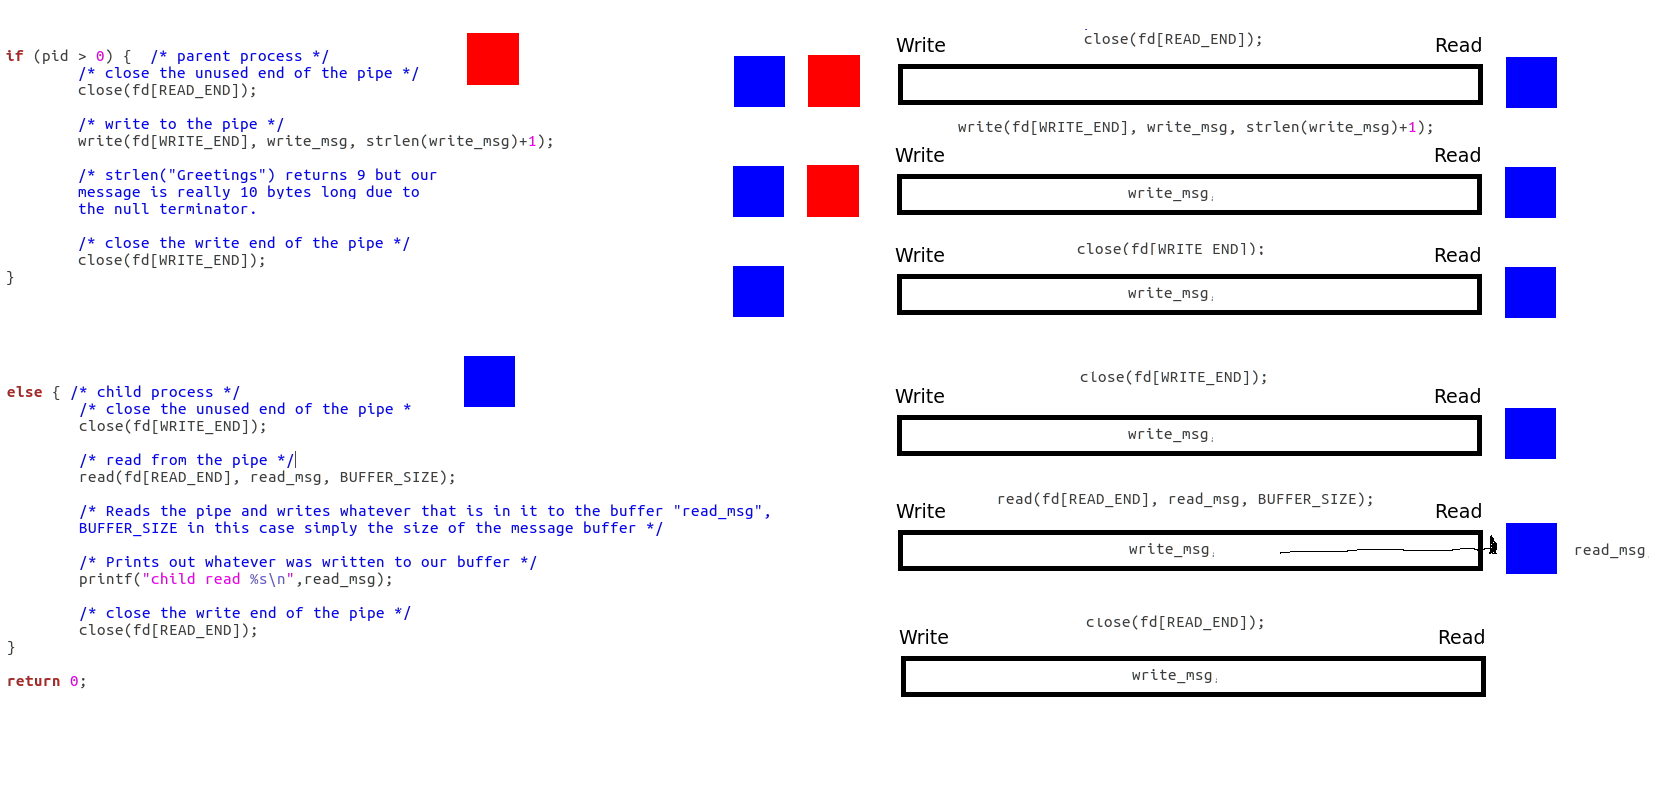 if (pid > 0) {  /* parent process */
/* close the unused end of the pipe */
close(fd[READ_END]);
/* write to the pipe */
write(fd[WRITE_END], write_msg, strlen(write_msg)+1);
/* strlen("Greetings") returns 9 but our
message is really 10 bytes long due to
the null terminator.
/* close the write end of the pipe */
close(fd[WRITE_END]);
}
else { /* child process */
/* close the unused end of the pipe *
close(fd[WRITE_END]);
/* read from the pipe */
read(fd[READ_END], read_msg, BUFFER_SIZE);
/* Reads the pipe and writes whatever that is in it to the buffer "read_msg",
BUFFER_SIZE in this case simply the size of the message buffer */
/* Prints out whatever was written to our buffer */
printf("child read %s\n",read_msg);
/* close the write end of the pipe */
close(fd[READ_END]);
}
return 0;
close(fd[READ_END]);
Write Read
write(fd[WRITE_END], write_msg, strlen(write_msg)+1);
Write Read
write_msg,
close(fd[WRITE END]);
Write Read
write_msg,
close(fd[WRITE_END]);
Write Read
write_msg,
read(fd[READ_END], read_msg, BUFFER_SIZE);
Write Read
write_msg, read_msg
close(fd[READ_END]);
Write Read
write_msg,